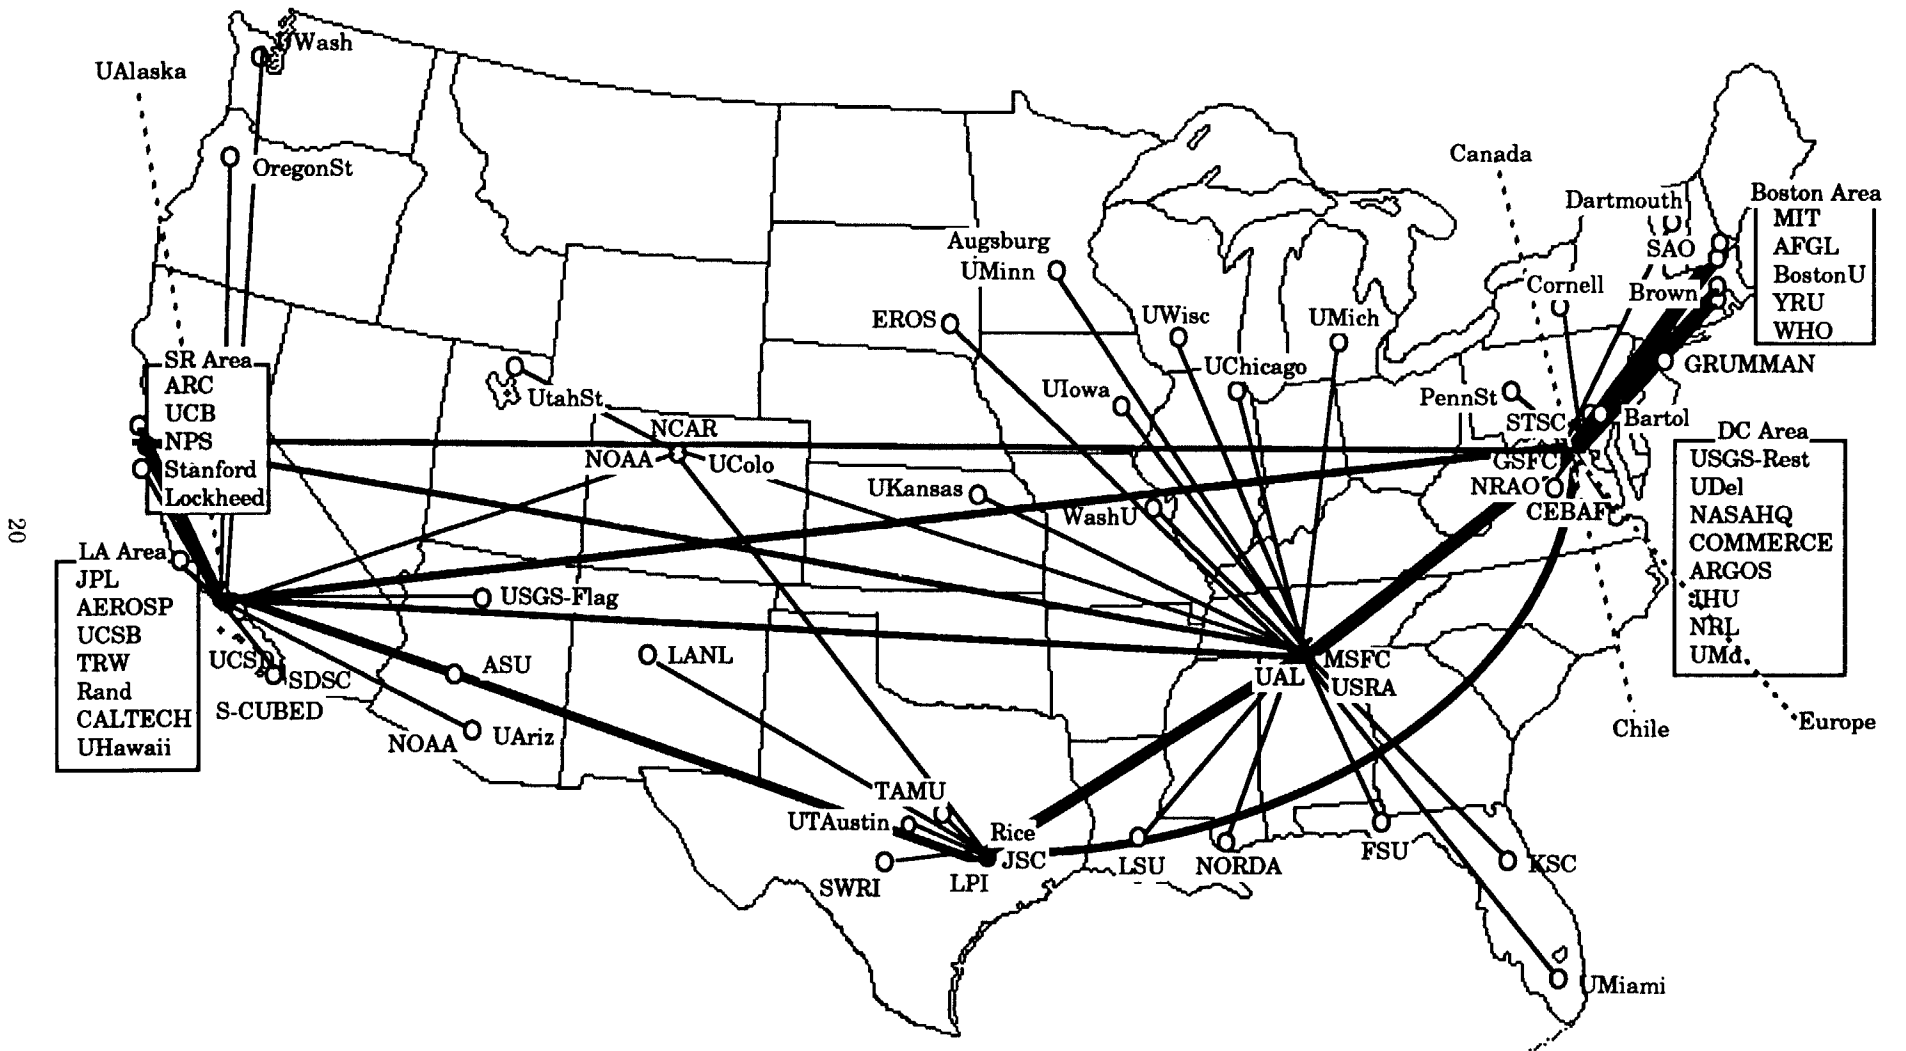 UWash
UAlaska
OregonSt
Canada
Dartmouth
SAO
Boston Area
MIT
AFGL
BostonU
YRU
WHO
Augsburg
UMinn
Cornell
Brown
EROS
UWisc
UMich
SR Area
ARC
UCB
NPS
Stanford
Lockheed
UChicago
GRUMMAN
UtahSt
UIowa
PennSt
STSC
Bartol
NCAR
NOAA
UColo
GSFC
NRAO
CEBAF
DC Area
USGS-Rest
UDel
NASAHQ
COMMERCE
ARGOS
JHU
NRL
UMd
UKansas
WashU
20
LA Area
JPL
AEROSP
UCSB
TRW
Rand
CALTECH
UHawaii
USGS-Flag
UCSD
SDSC
S-CUBED
ASU
LANL
MSFC
UAL
USRA
NOAA
UAriz
Chile
Europe
TAMU
UTAustin
Rice
JSC
SWRI
LPI
LSU
NORDA
FSU
KSC
UMiami